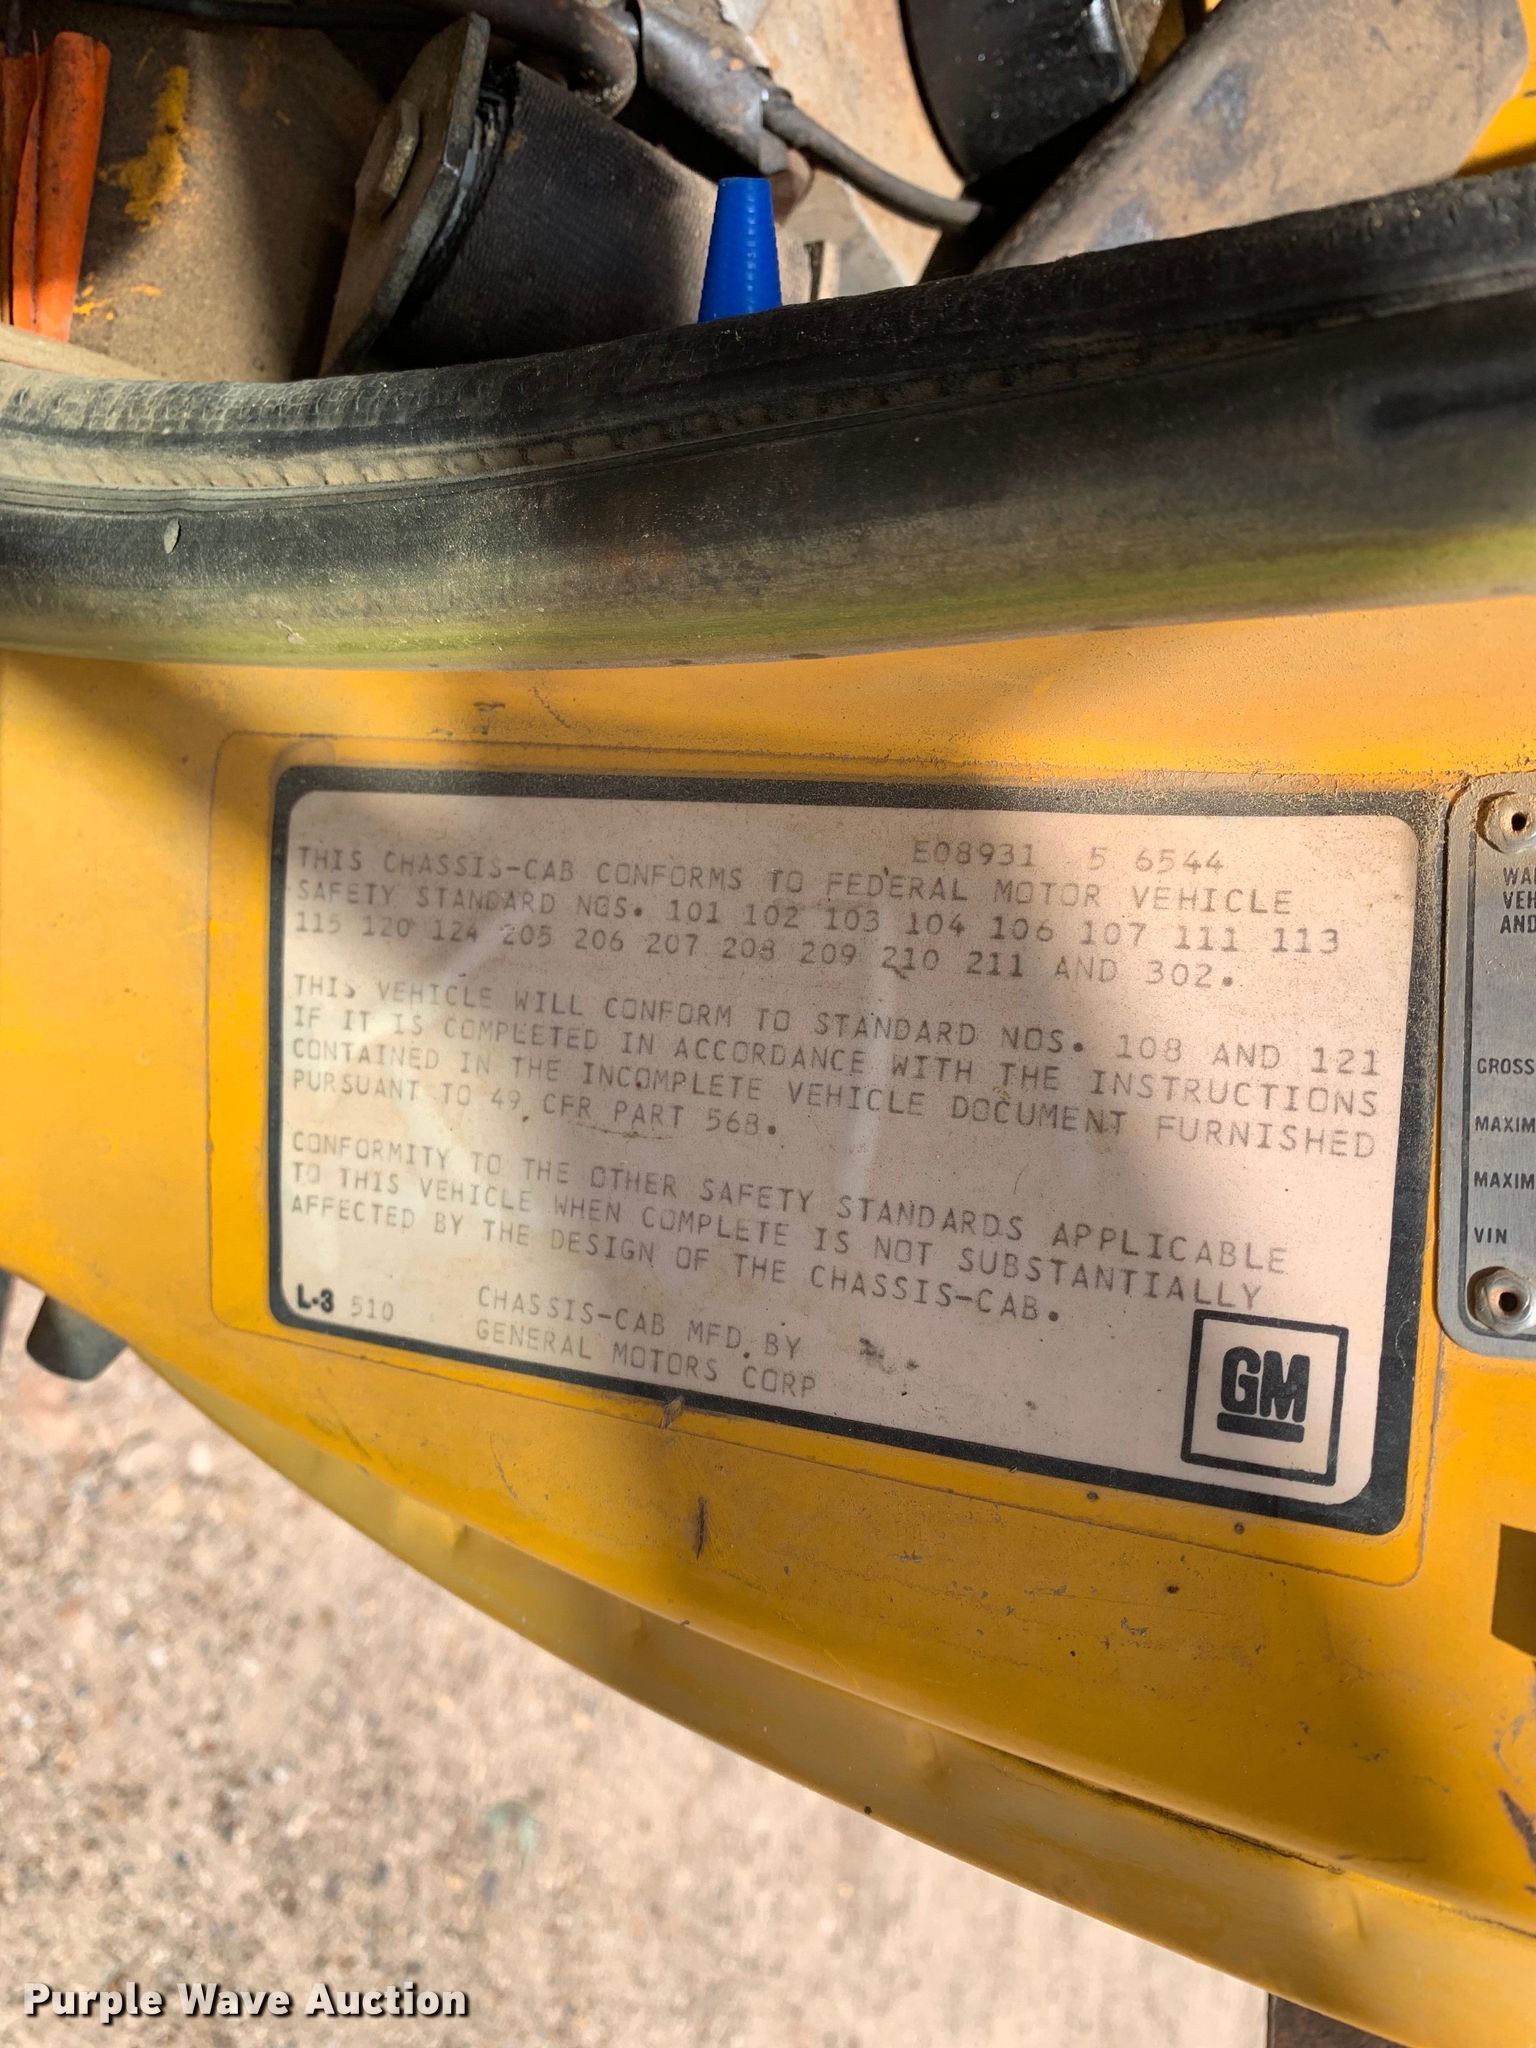 E08931 5 6544
THIS CHASSIS-CAB CONFORMS TO FEDERAL MOTOR VEHICLE
SAFETY STANDARD NOS. 101 102 103 104 106 107 111 113
115 120 124 205 206 207 208 209 210 211 AND 302.
THIS VEHICLE WILL CONFORM TO STANDARD NOS. 108 AND 121
IF IT IS COMPLETED IN ACCORDANCE WITH THE INSTRUCTIONS
CONTAINED IN THE INCOMPLETE VEHICLE DOCUMENT FURNISHED
PURSUANT TO 49 CFR PART 568.
CONFORMITY TO THE OTHER SAFETY STANDARDS APPLICABLE
TO THIS VEHICLE WHEN COMPLETE IS NOT SUBSTANTIALLY
AFFECTED BY THE DESIGN OF THE CHASSIS-CAB.
L-3 510
CHASSIS-CAB MFD. BY
GENERAL MOTORS CORP
GM
WAR
VEH
AND
GROSS
MAXIM
MAXIM
VIN
Purple Wave Auction